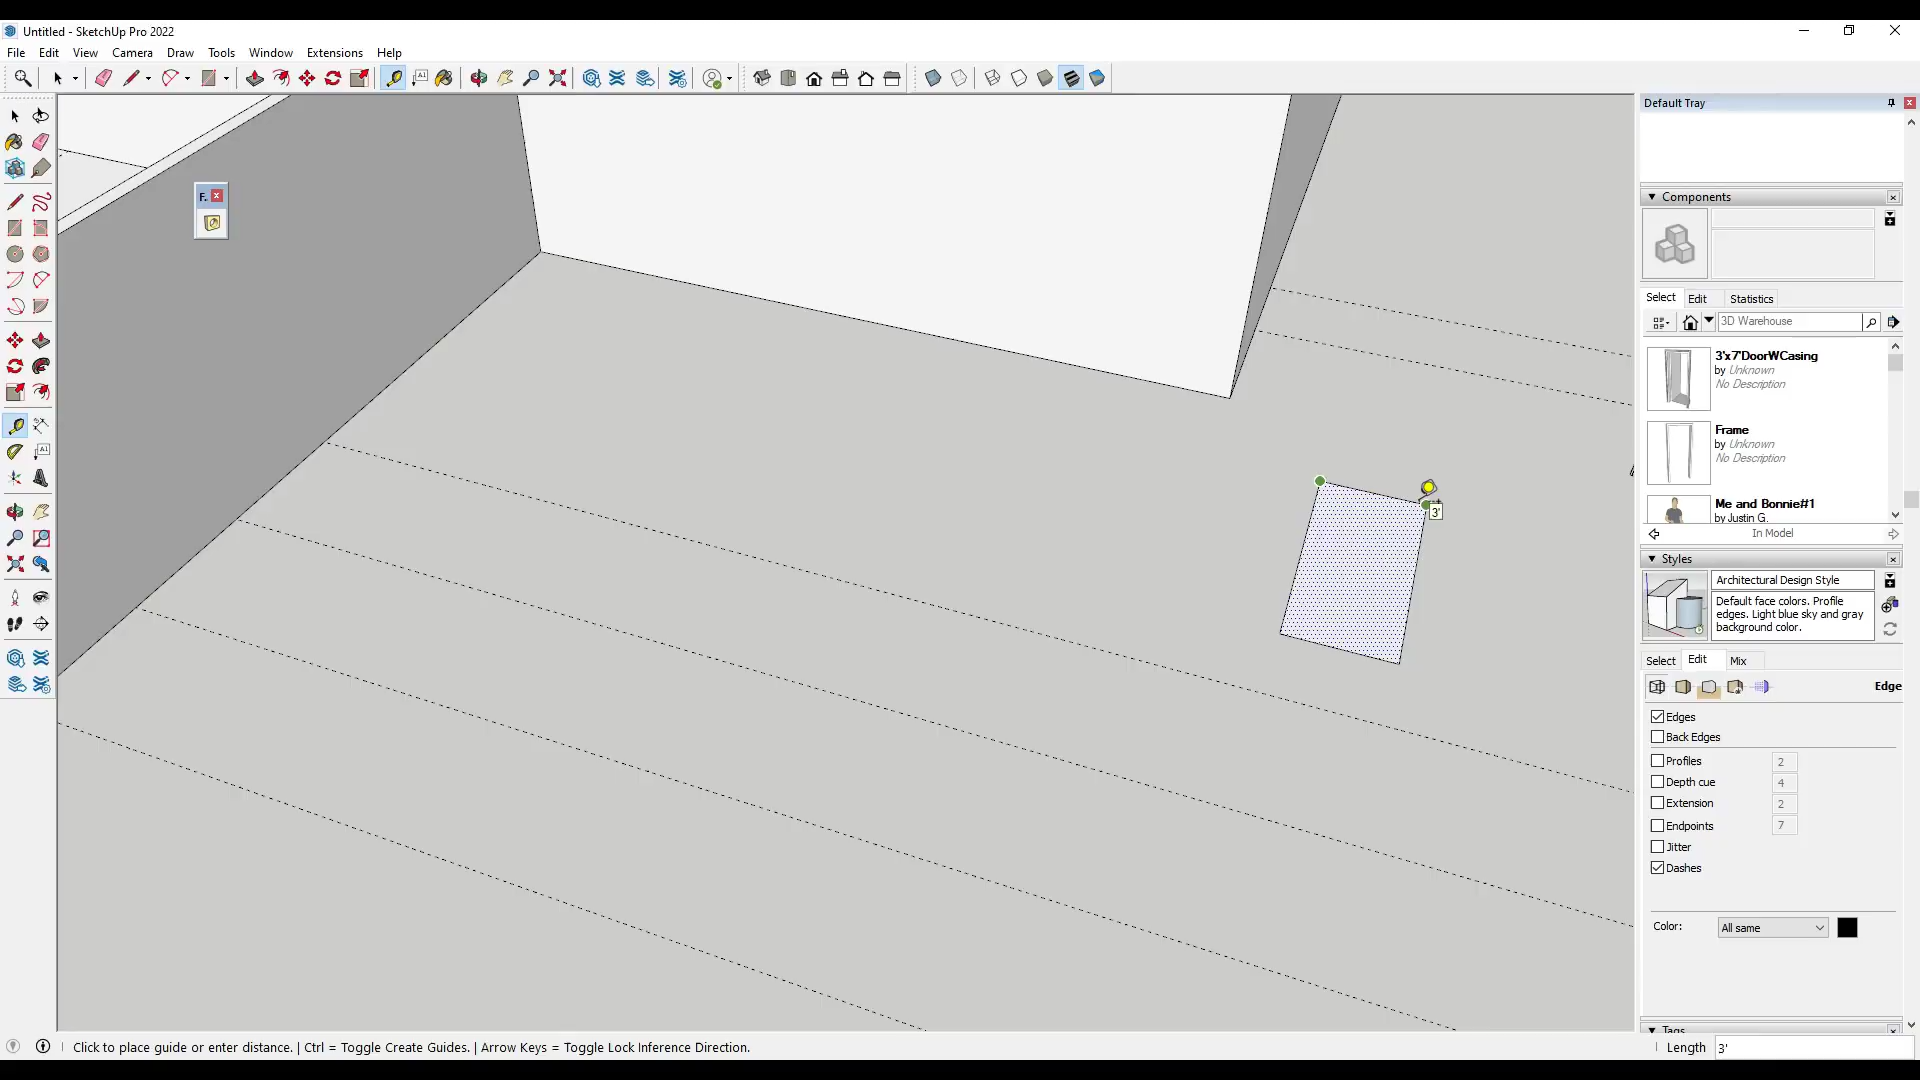 Untitled - SketchUp Pro 2022
File Edit View Camera Draw Tools Window Extensions Help
Default Tray
F.
Components
Select Edit Statistics
3D Warehouse
3'x7'DoorWCasing
by Unknown
No Description
Frame
by Unknown
No Description
Me and Bonnie#1
by Justin G.
In Model
3'
Styles
Architectural Design Style
Default face colors. Profile
edges. Light blue sky and gray
background color.
Select Edit Mix
Edge
Edges
Back Edges
Profiles 2
Depth cue 4
Extension 2
Endpoints 7
Jitter
Dashes
Color: All same
Tags
Click to place guide or enter distance. | Ctrl = Toggle Create Guides. | Arrow Keys = Toggle Lock Inference Direction.
Length 3'